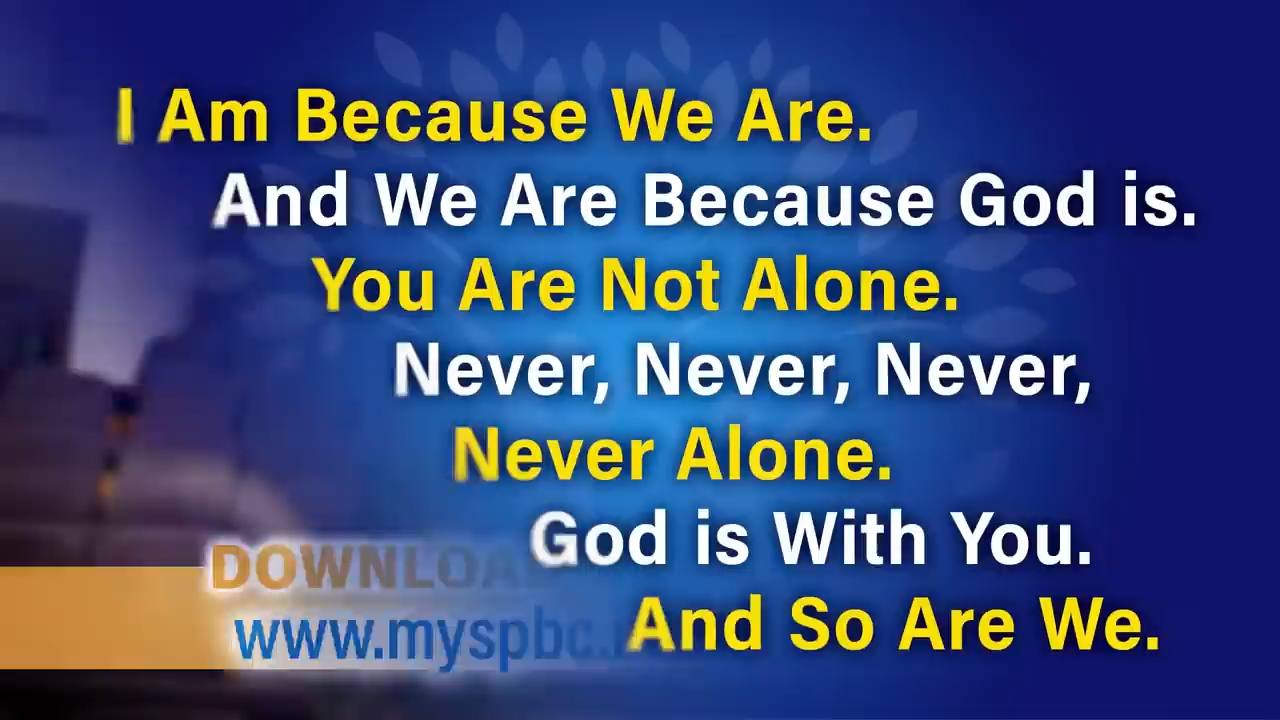 I Am Because We Are.
And We Are Because God is.
You Are Not Alone.
Never, Never, Never,
Never Alone.
God is With You.
And So Are We.